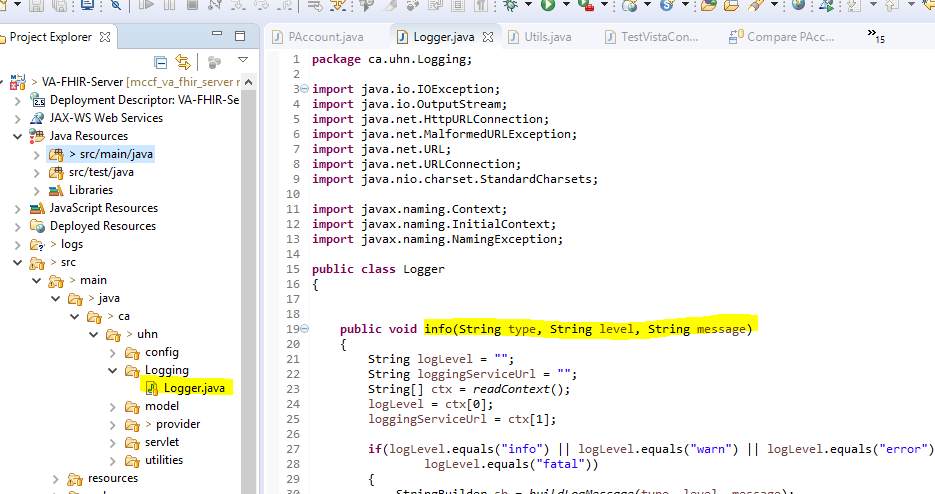 Project Explorer
VA-FHIR-Server [mccf_va_fhir_server r
Deployment Descriptor: VA-FHIR-Se
JAX-WS Web Services
Java Resources
> src/main/java
src/test/java
Libraries
JavaScript Resources
Deployed Resources
> logs
> src
> main
> java
> ca
> uhn
config
Logging
Logger.java
model
> provider
servlet
utilities
resources
PAccount.java
Logger.java
Utils.java
TestVistaCon...
Compare PAcc...
»15
1 package ca.uhn.Logging;
2
3 import java.io.IOException;
4 import java.io.OutputStream;
5 import java.net.HttpURLConnection;
6 import java.net.MalformedURLException;
7 import java.net.URL;
8 import java.net.URLConnection;
9 import java.nio.charset.StandardCharsets;
10
11 import javax.naming.Context;
12 import javax.naming.InitialContext;
13 import javax.naming.NamingException;
14
15 public class Logger
16 {
17
18
19 public void info(String type, String level, String message)
20 {
21 String logLevel = "";
22 String loggingServiceUrl = "";
23 String[] ctx = readContext();
24 logLevel = ctx[0];
25 loggingServiceUrl = ctx[1];
26
27 if(logLevel.equals("info") || logLevel.equals("warn") || logLevel.equals("error")
28 logLevel.equals("fatal"))
29 {
30 StringBuilder sb = buildLogMessage(type, level, message);